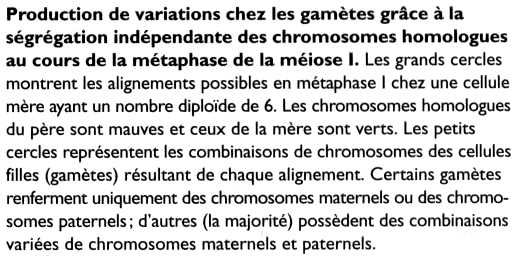 Production de variations chez les gamètes grâce à la
ségrégation indépendante des chromosomes homologues
au cours de la métaphase de la méiose I. Les grands cercles
montrent les alignements possibles en métaphase I chez une cellule
mère ayant un nombre diploïde de 6. Les chromosomes homologues
du père sont mauves et ceux de la mère sont verts. Les petits
cercles représentent les combinaisons de chromosomes des cellules
filles (gamètes) résultant de chaque alignement. Certains gamètes
renferment uniquement des chromosomes maternels ou des chromo-
somes paternels; d'autres (la majorité) possèdent des combinaisons
variées de chromosomes maternels et paternels.